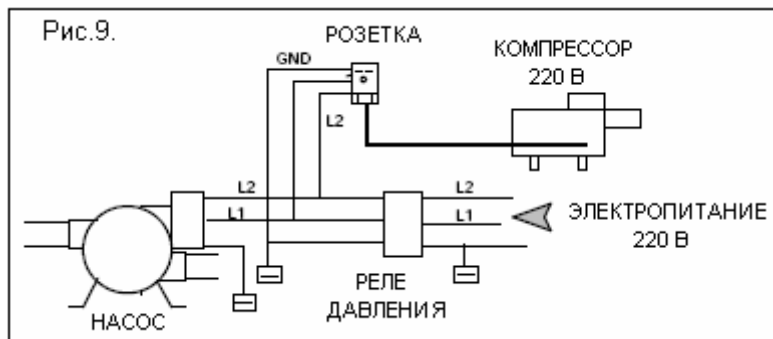 Рис.9.
РОЗЕТКА
КОМПРЕССОР
220 В
GND
L2
L2
L1
L2
L1
ЭЛЕКТРОПИТАНИЕ
220 В
РЕЛЕ
ДАВЛЕНИЯ
НАСОС